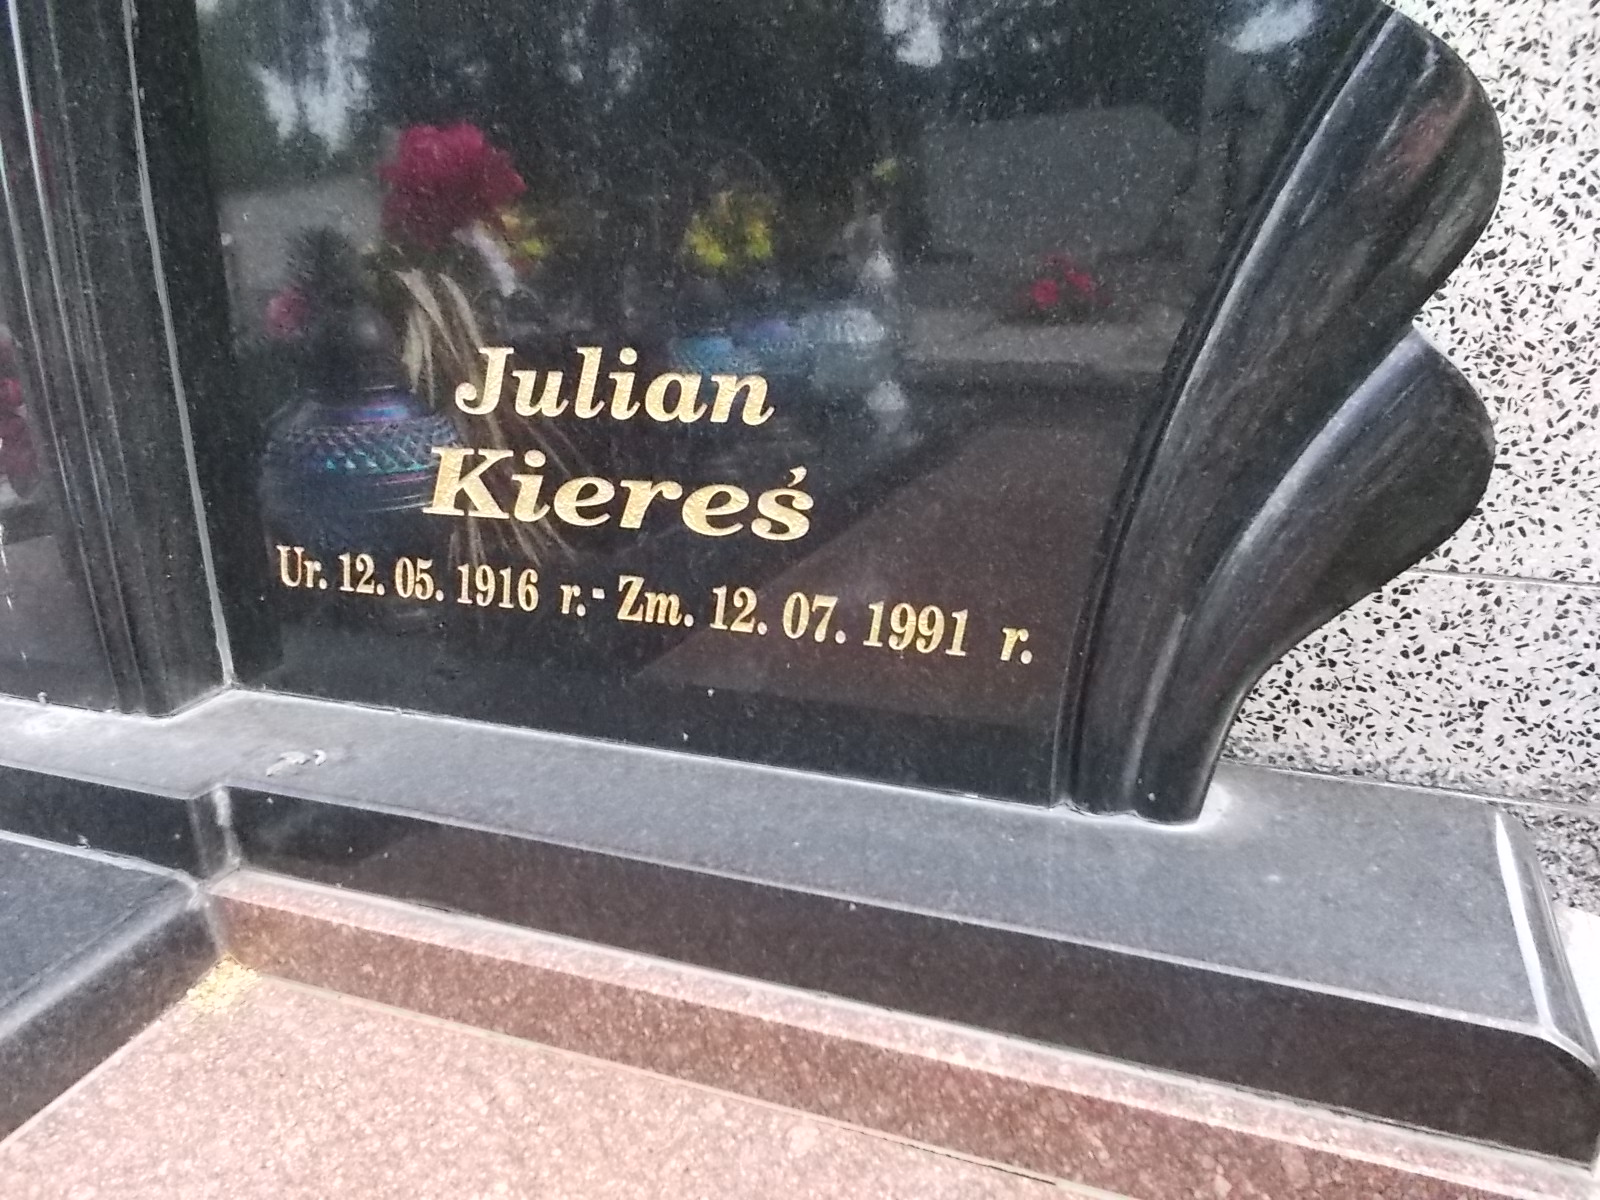 Julian
Kiereś
Ur. 12. 05. 1916 r.- Zm. 12. 07. 1991 r.